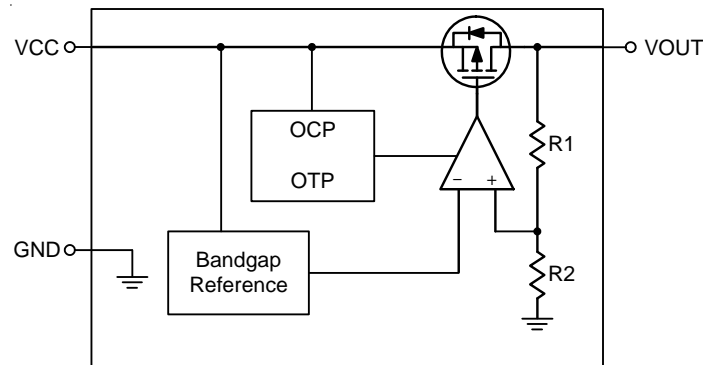 VCC
VOUT
OCP
OTP
R1
− +
GND
Bandgap
Reference
R2